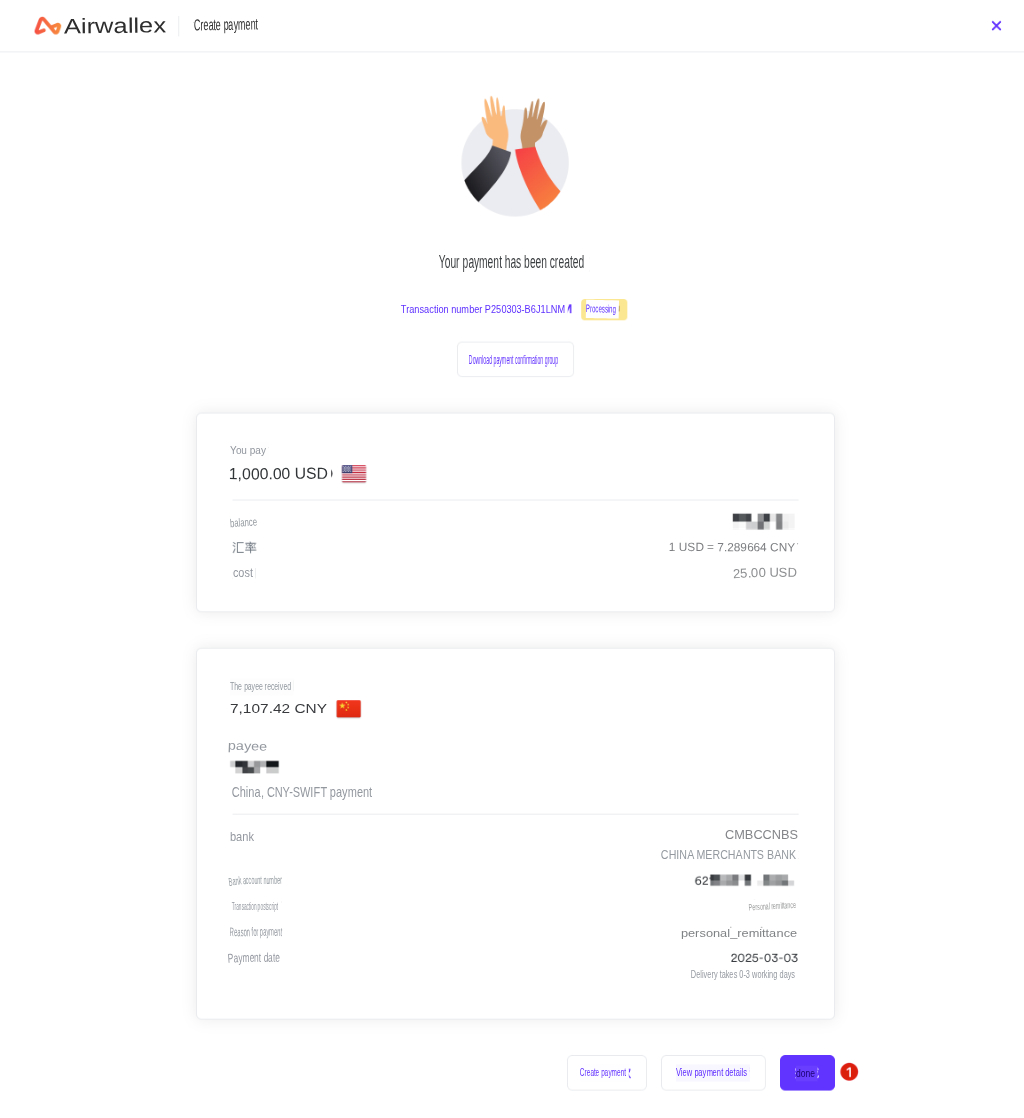 Airwallex
Create payment
Your payment has been created
Transaction number P250303-B6J1LNM
Processing
Download payment confirmation group
You pay
1,000.00 USD
balance
汇率
1 USD = 7.289664 CNY
cost
25.00 USD
The payee received
7,107.42 CNY
payee
China, CNY-SWIFT payment
bank
CMBCCNBS
CHINA MERCHANTS BANK
Bank account number
62
Transaction postscript
Personal remittance
Reason for payment
personal_remittance
Payment date
2025-03-03
Delivery takes 0-3 working days
Create payment
View payment details
done
1